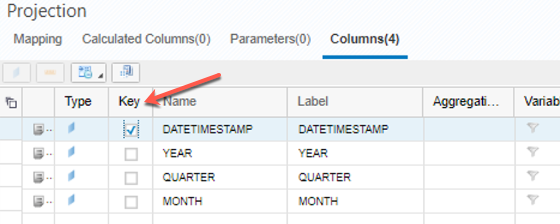 Projection
Mapping Calculated Columns(0) Parameters(0) Columns(4)
Type Key Name Label Aggregati... Variab
DATETIMESTAMP DATETIMESTAMP
YEAR YEAR
QUARTER QUARTER
MONTH MONTH